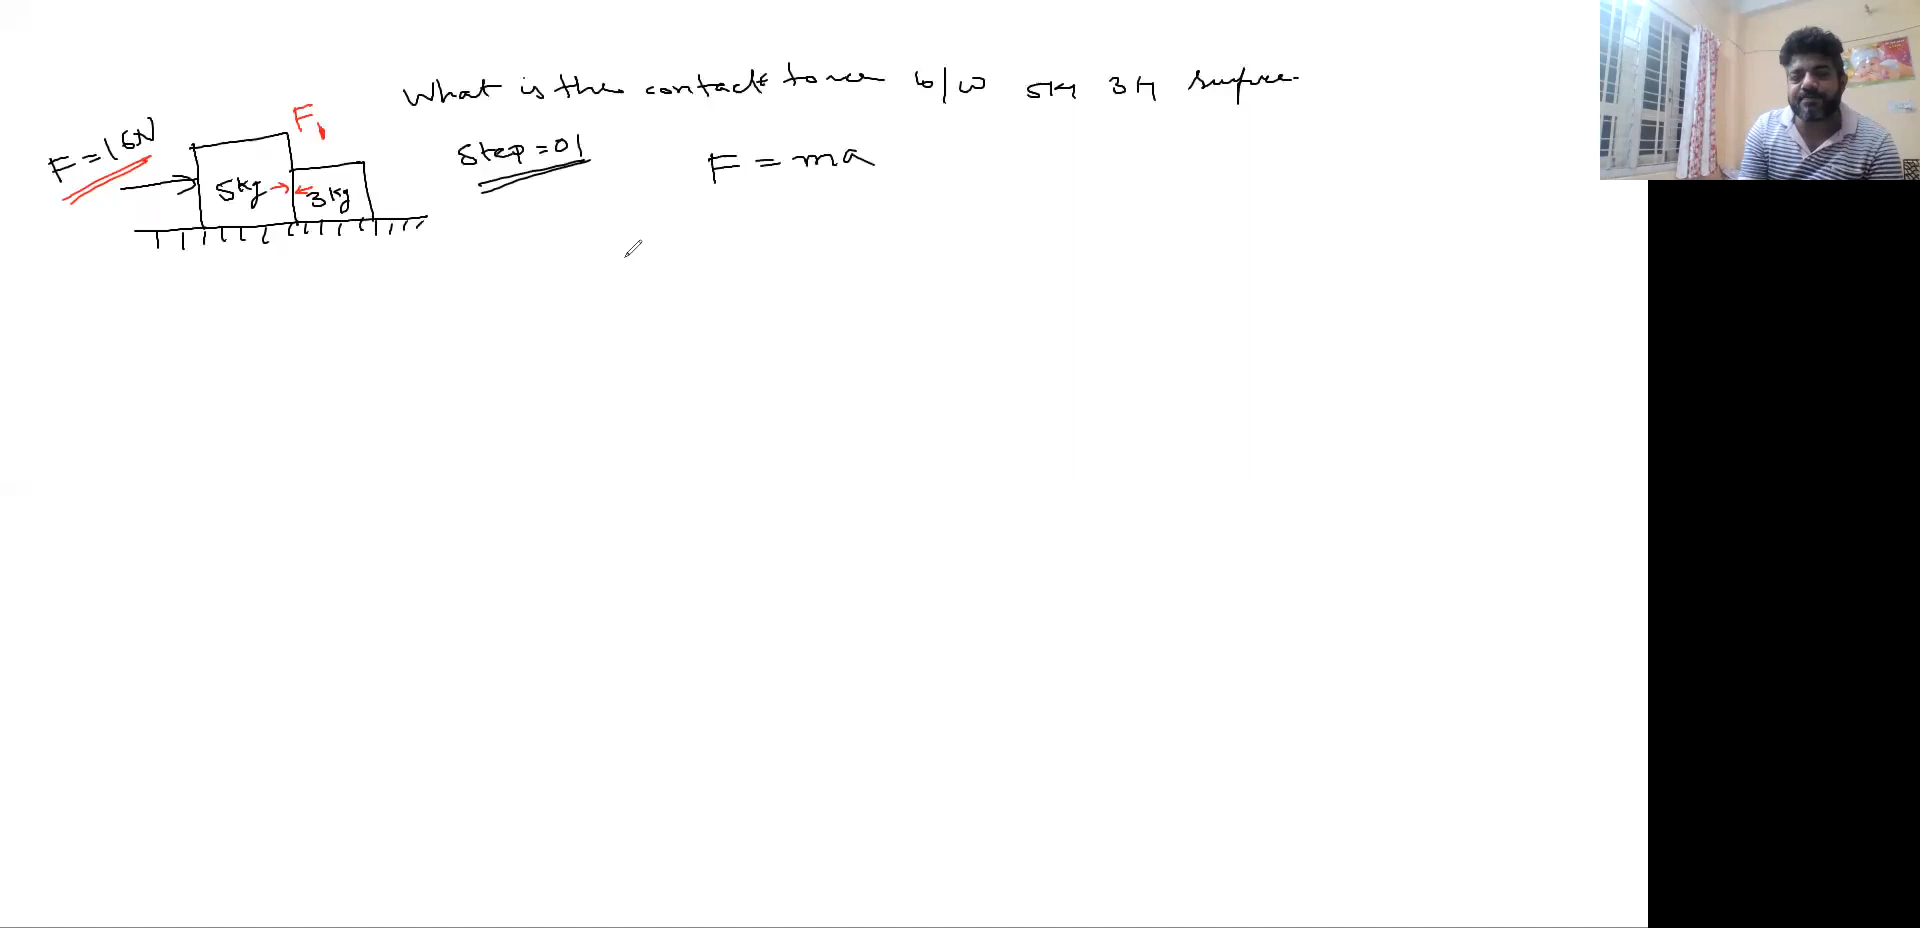 What is the contact force b/w 5kg 3kg surface
F = 16N
F1
5kg
3kg
Step = 01
F = ma